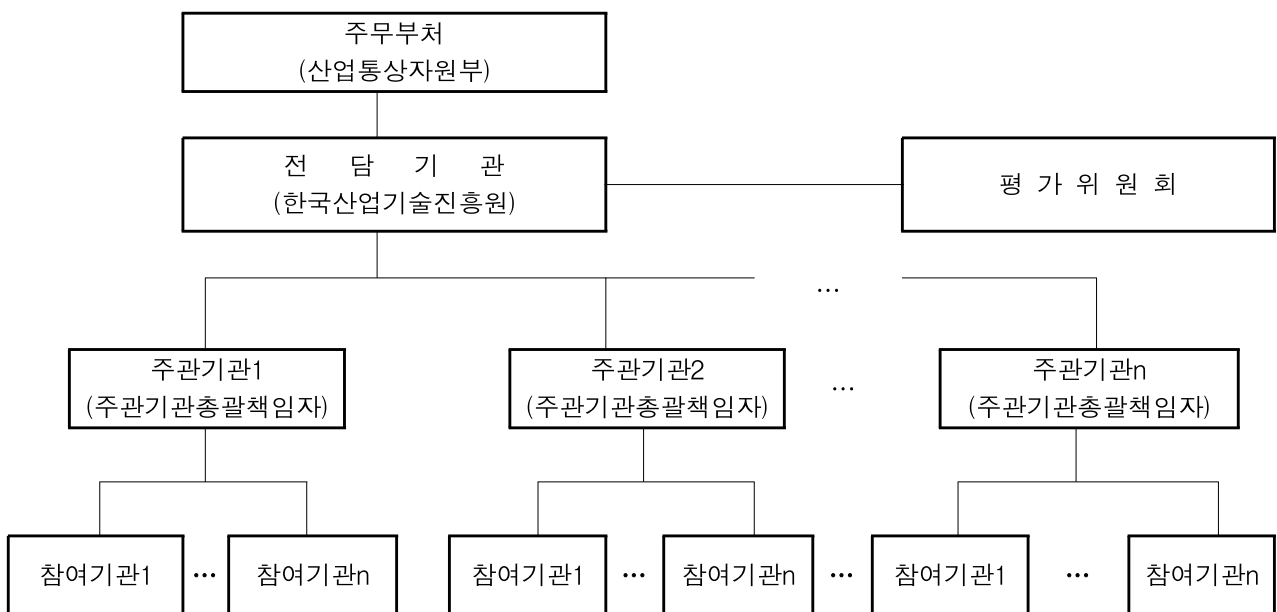 주무부처
(산업통상자원부)
전 담 기 관
(한국산업기술진흥원)
평 가 위 원 회
...
주관기관1
(주관기관총괄책임자)
주관기관2
(주관기관총괄책임자)
...
주관기관n
(주관기관총괄책임자)
참여기관1 ... 참여기관n 참여기관1 ... 참여기관n ... 참여기관1 ... 참여기관n